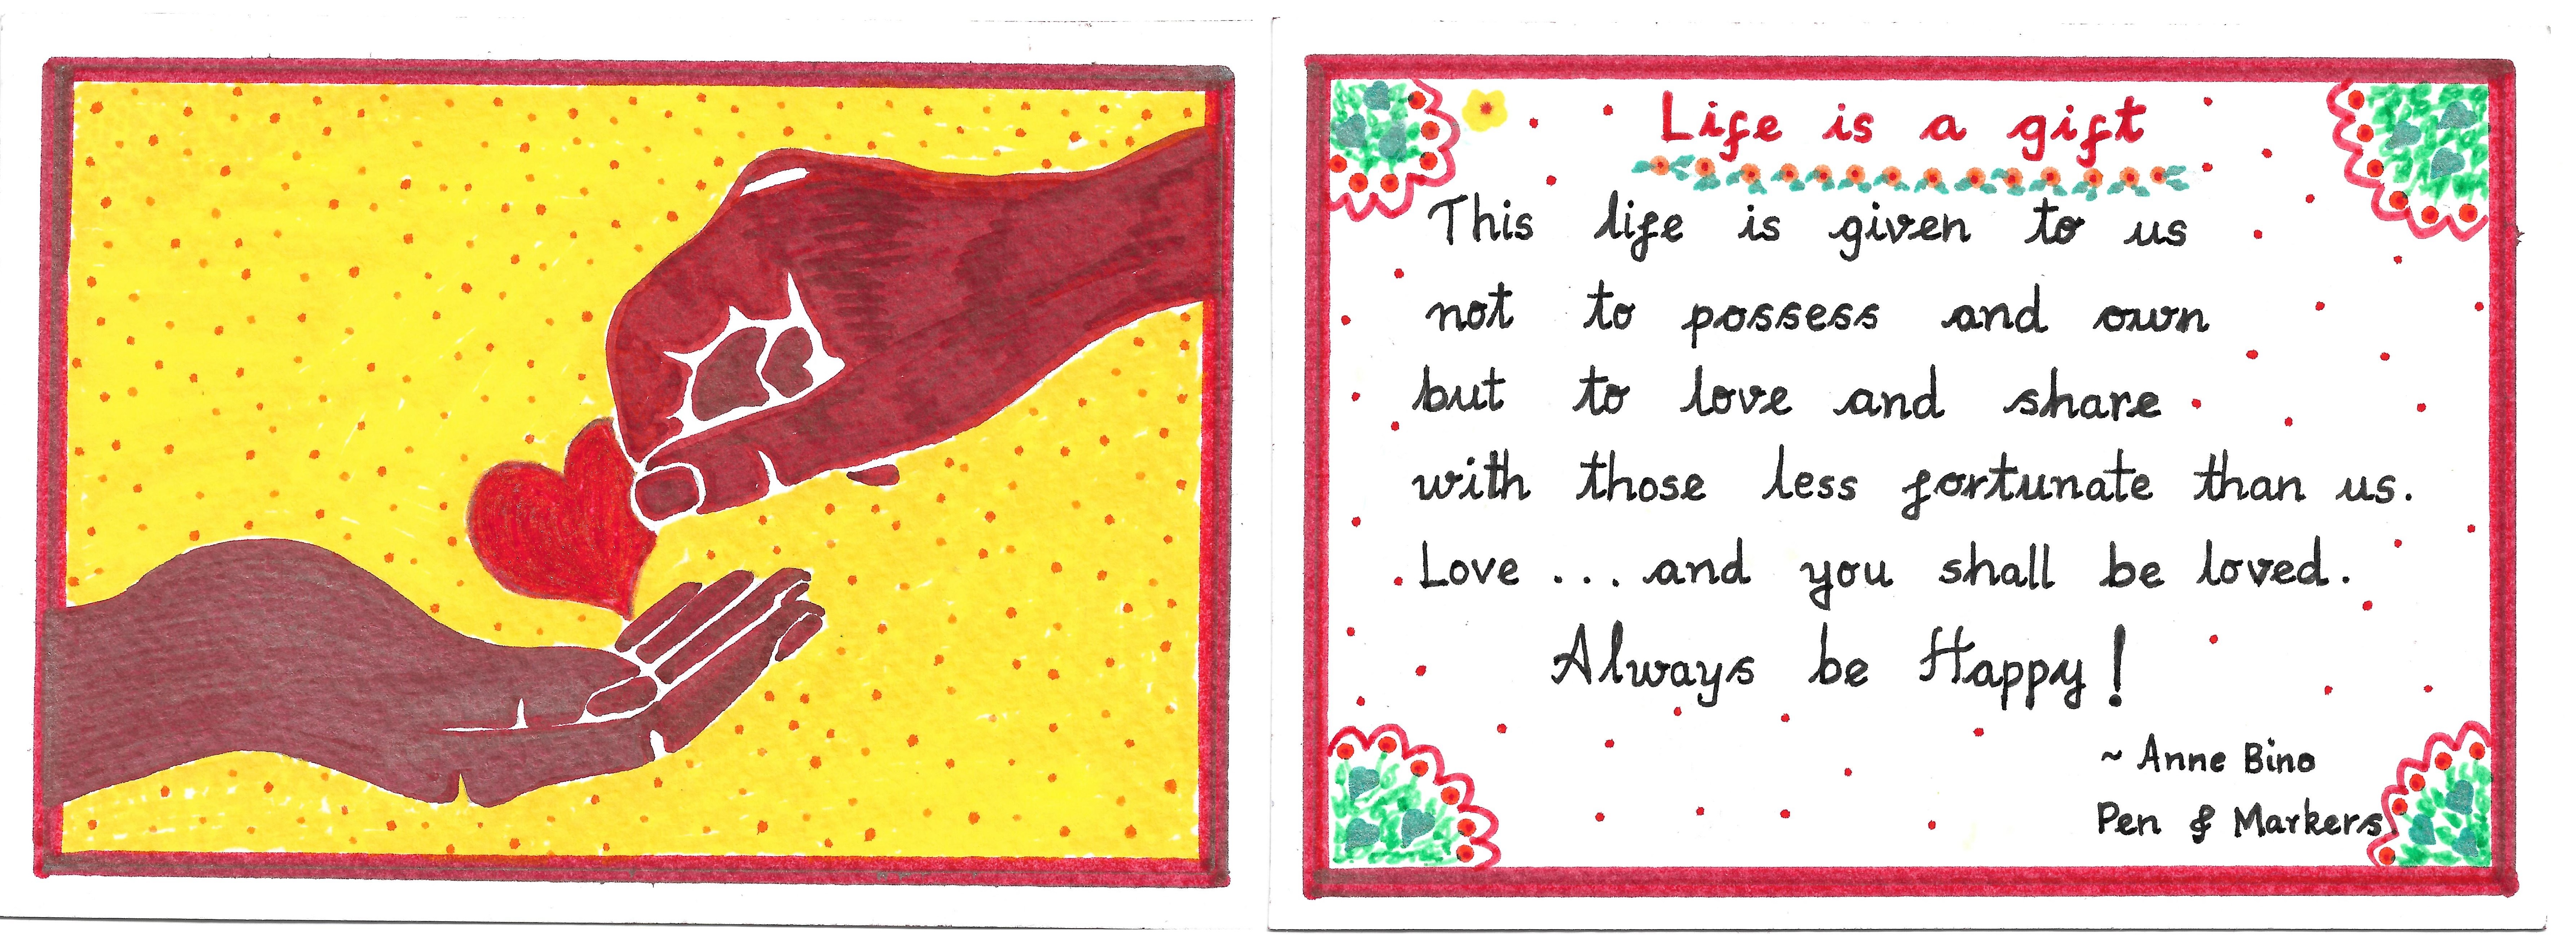 Life is a gift
This life is given to us
not to possess and own
but to love and share
with those less fortunate than us.
Love ... and you shall be loved.
Always be Happy!
~ Anne Bino
Pen & Markers